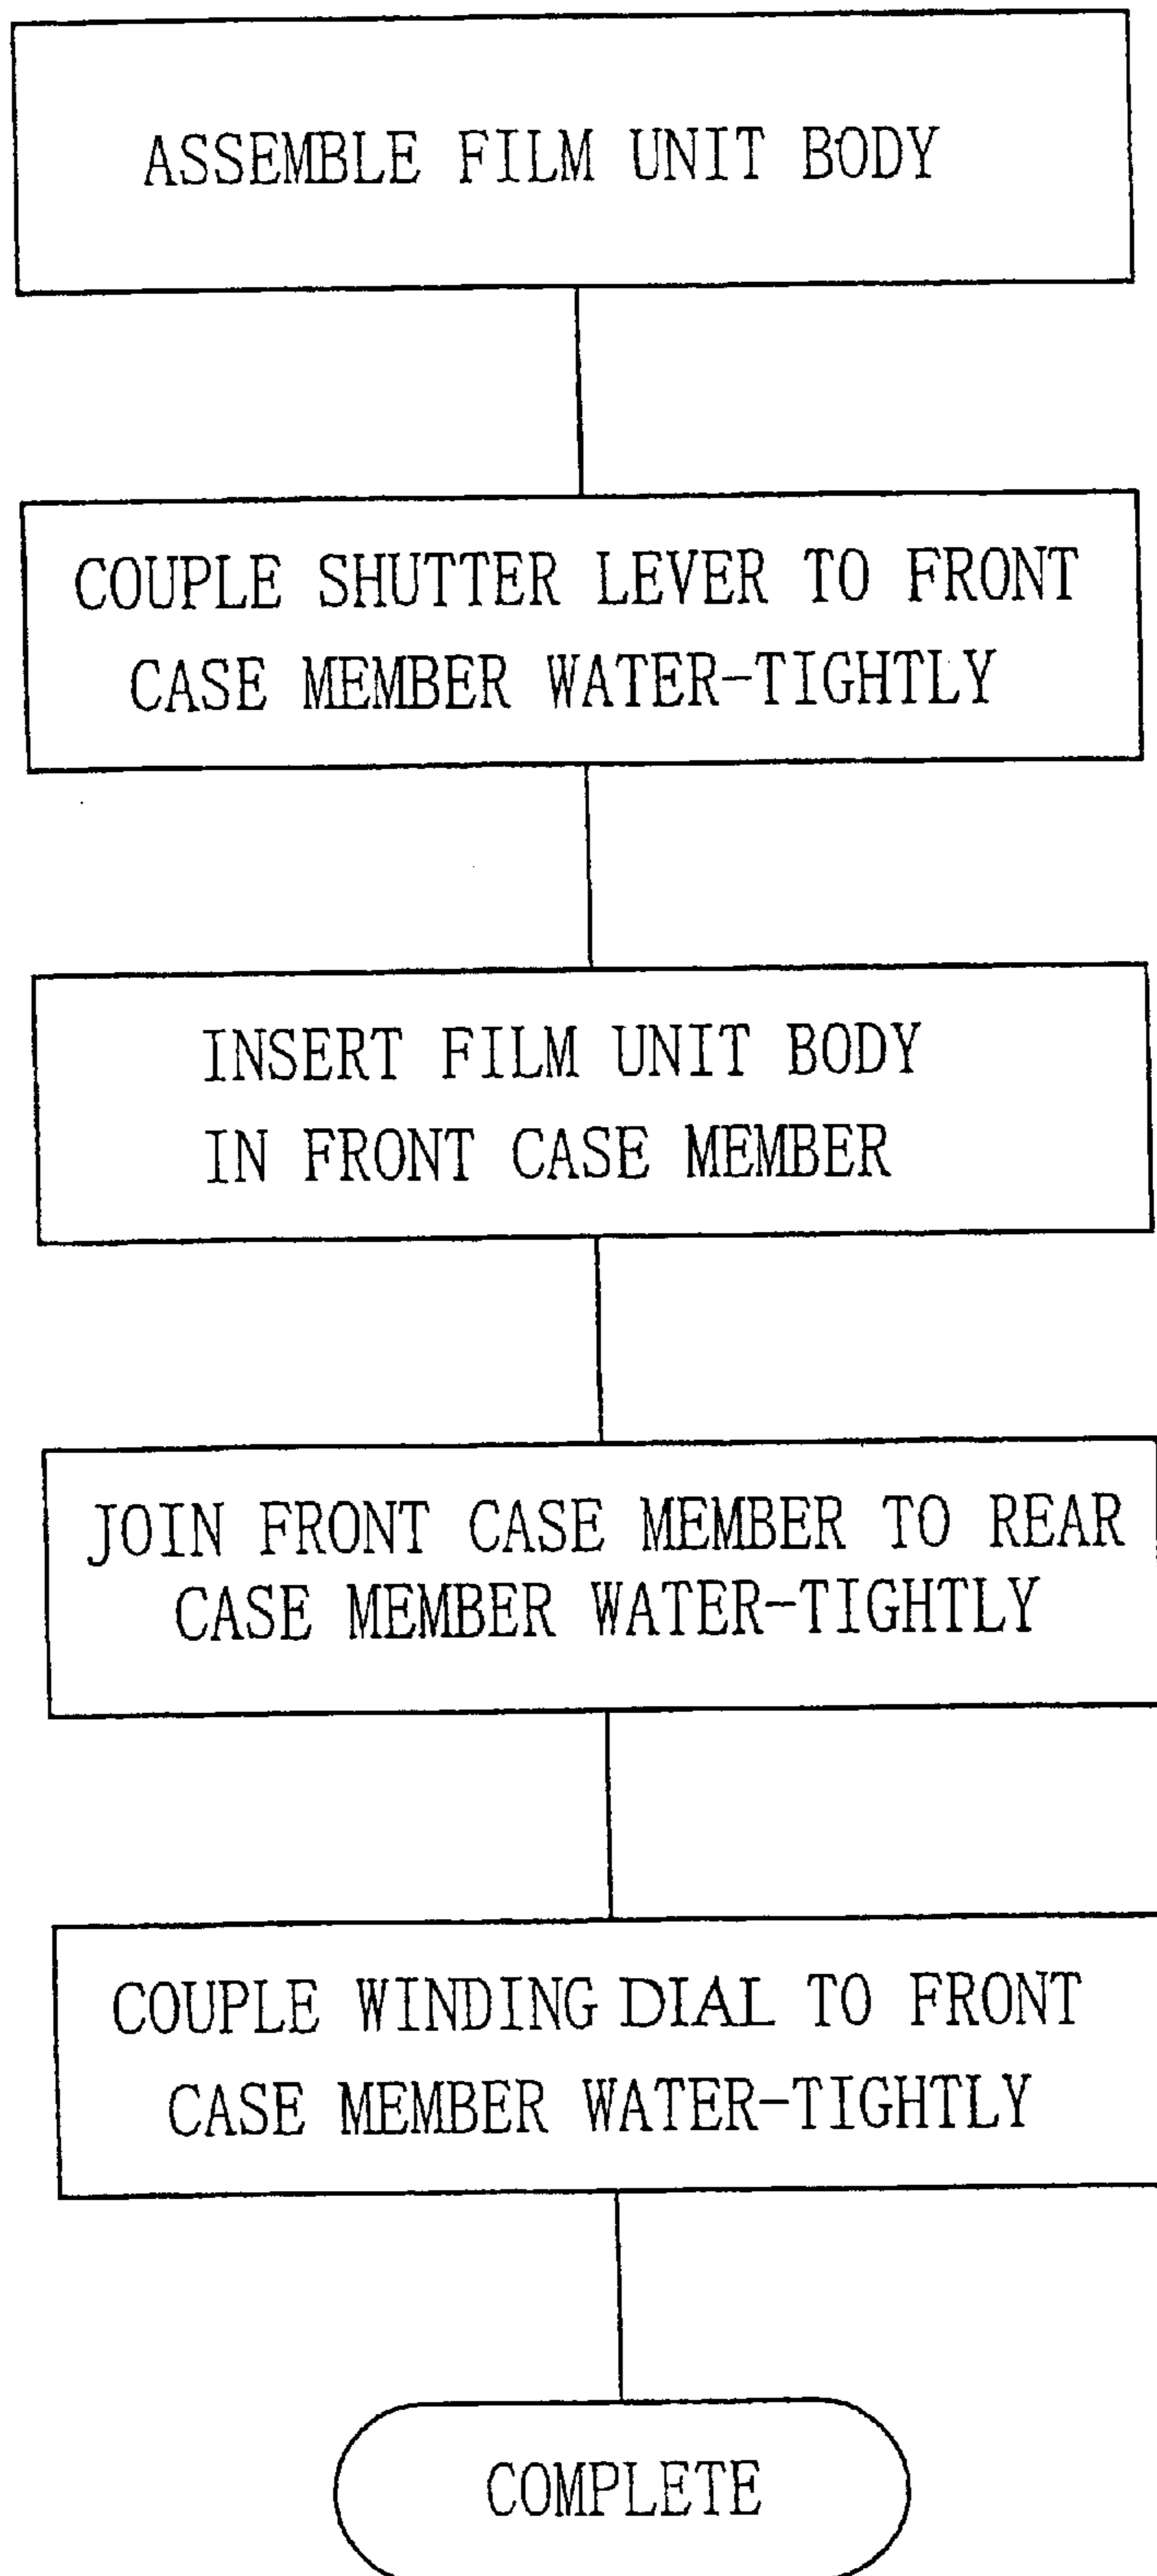 ASSEMBLE FILM UNIT BODY
COUPLE SHUTTER LEVER TO FRONT
CASE MEMBER WATER-TIGHTLY
INSERT FILM UNIT BODY
IN FRONT CASE MEMBER
JOIN FRONT CASE MEMBER TO REAR
CASE MEMBER WATER-TIGHTLY
COUPLE WINDING DIAL TO FRONT
CASE MEMBER WATER-TIGHTLY
COMPLETE